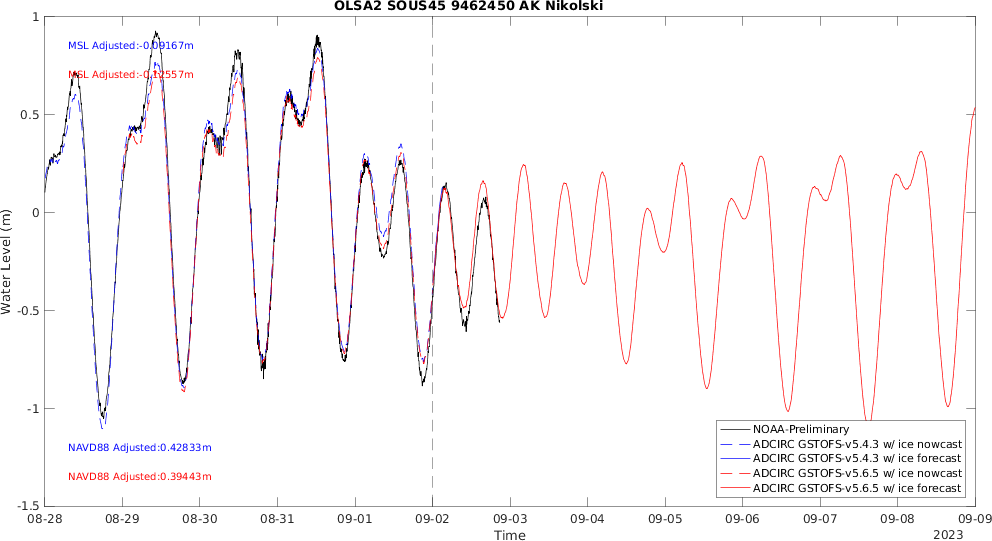 OLSA2 SOUS45 9462450 AK Nikolski
1
0.5
0
-0.5
-1
-1.5
Water Level (m)
MSL Adjusted:-0.09167m
MSL Adjusted:-0.12557m
NAVD88 Adjusted:0.42833m
NAVD88 Adjusted:0.39443m
NOAA-Preliminary
ADCIRC GSTOFS-v5.4.3 w/ ice nowcast
ADCIRC GSTOFS-v5.4.3 w/ ice forecast
ADCIRC GSTOFS-v5.6.5 w/ ice nowcast
ADCIRC GSTOFS-v5.6.5 w/ ice forecast
08-28 08-29 08-30 08-31 09-01 09-02 09-03 09-04 09-05 09-06 09-07 09-08 09-09
Time
2023